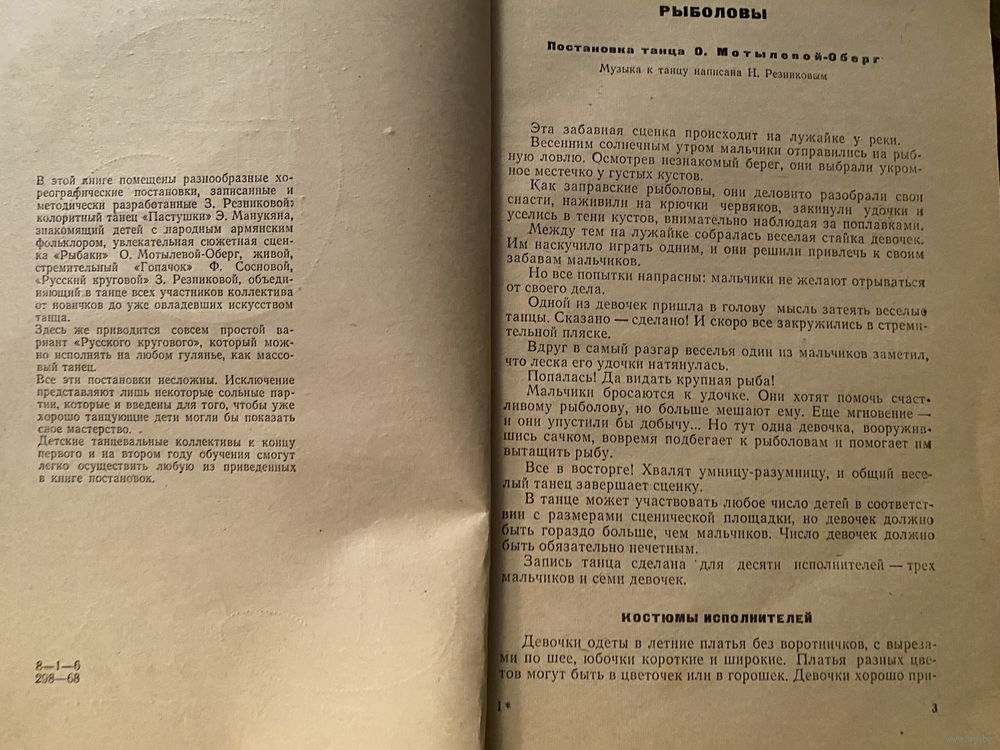 В этой книге помещены разнообразные хо-
реографические постановки, записанные и
методически разработанные З. Резниковой:
колоритный танец «Пастушки» Э. Манукяна,
знакомящий детей с народным армянским
фольклором, увлекательная сюжетная сцен-
ка «Рыбаки» О. Мотылевой-Оберг, живой,
стремительный «Гопачок» Ф. Сосновой,
«Русский круговой» З. Резниковой, объеди-
няющий в танце всех участников коллектива
от новичков до уже овладевших искусством
танца.
Здесь же приводится совсем простой ва-
риант «Русского кругового», который мож-
но исполнять на любом гулянье, как массо-
вый танец.
Все эти постановки несложны. Исключение
представляют лишь некоторые сольные пар-
тии, которые и введены для того, чтобы уже
хорошо танцующие дети могли бы показать
свое мастерство.
Детские танцевальные коллективы к концу
первого и на втором году обучения смогут
легко осуществить любую из приведенных
в книге постановок.
8—1—6
298—68
РЫБОЛОВЫ
Постановка танца О. Мотылевой-Оберг
Музыка к танцу написана Н. Резниковым
Эта забавная сценка происходит на лужайке у реки.
Весенним солнечным утром мальчики отправились на рыб-
ную ловлю. Осмотрев незнакомый берег, они выбрали укром-
ное местечко у густых кустов.
Как заправские рыболовы, они деловито разобрали свои
снасти, наживили на крючки червяков, закинули удочки и
уселись в тени кустов, внимательно наблюдая за поплавками.
Между тем на лужайке собралась веселая стайка девочек.
Им наскучило играть одним, и они решили привлечь к своим
забавам мальчиков.
Но все попытки напрасны: мальчики не желают отрываться
от своего дела.
Одной из девочек пришла в голову мысль затеять веселые
танцы. Сказано — сделано! И скоро все закружились в стреми-
тельной пляске.
Вдруг в самый разгар веселья один из мальчиков заметил,
что леска его удочки натянулась.
Попалась! Да видать крупная рыба!
Мальчики бросаются к удочке. Они хотят помочь счаст-
ливому рыболову, но больше мешают ему. Еще мгновение —
и они упустили бы добычу... Но тут одна девочка, вооружив-
шись сачком, вовремя подбегает к рыболовам и помогает им
вытащить рыбу.
Все в восторге! Хвалят умницу-разумницу, и общий весе-
лый танец завершает сценку.
В танце может участвовать любое число детей в соответст-
вии с размерами сценической площадки, но девочек должно
быть гораздо больше, чем мальчиков. Число девочек должно
быть обязательно нечетным.
Запись танца сделана для десяти исполнителей — трех
мальчиков и семи девочек.
КОСТЮМЫ ИСПОЛНИТЕЛЕЙ
Девочки одеты в летние платья без воротничков, с выреза-
ми по шее, юбочки короткие и широкие. Платья разных цве-
тов могут быть в цветочек или в горошек. Девочки хорошо при-
1*
3